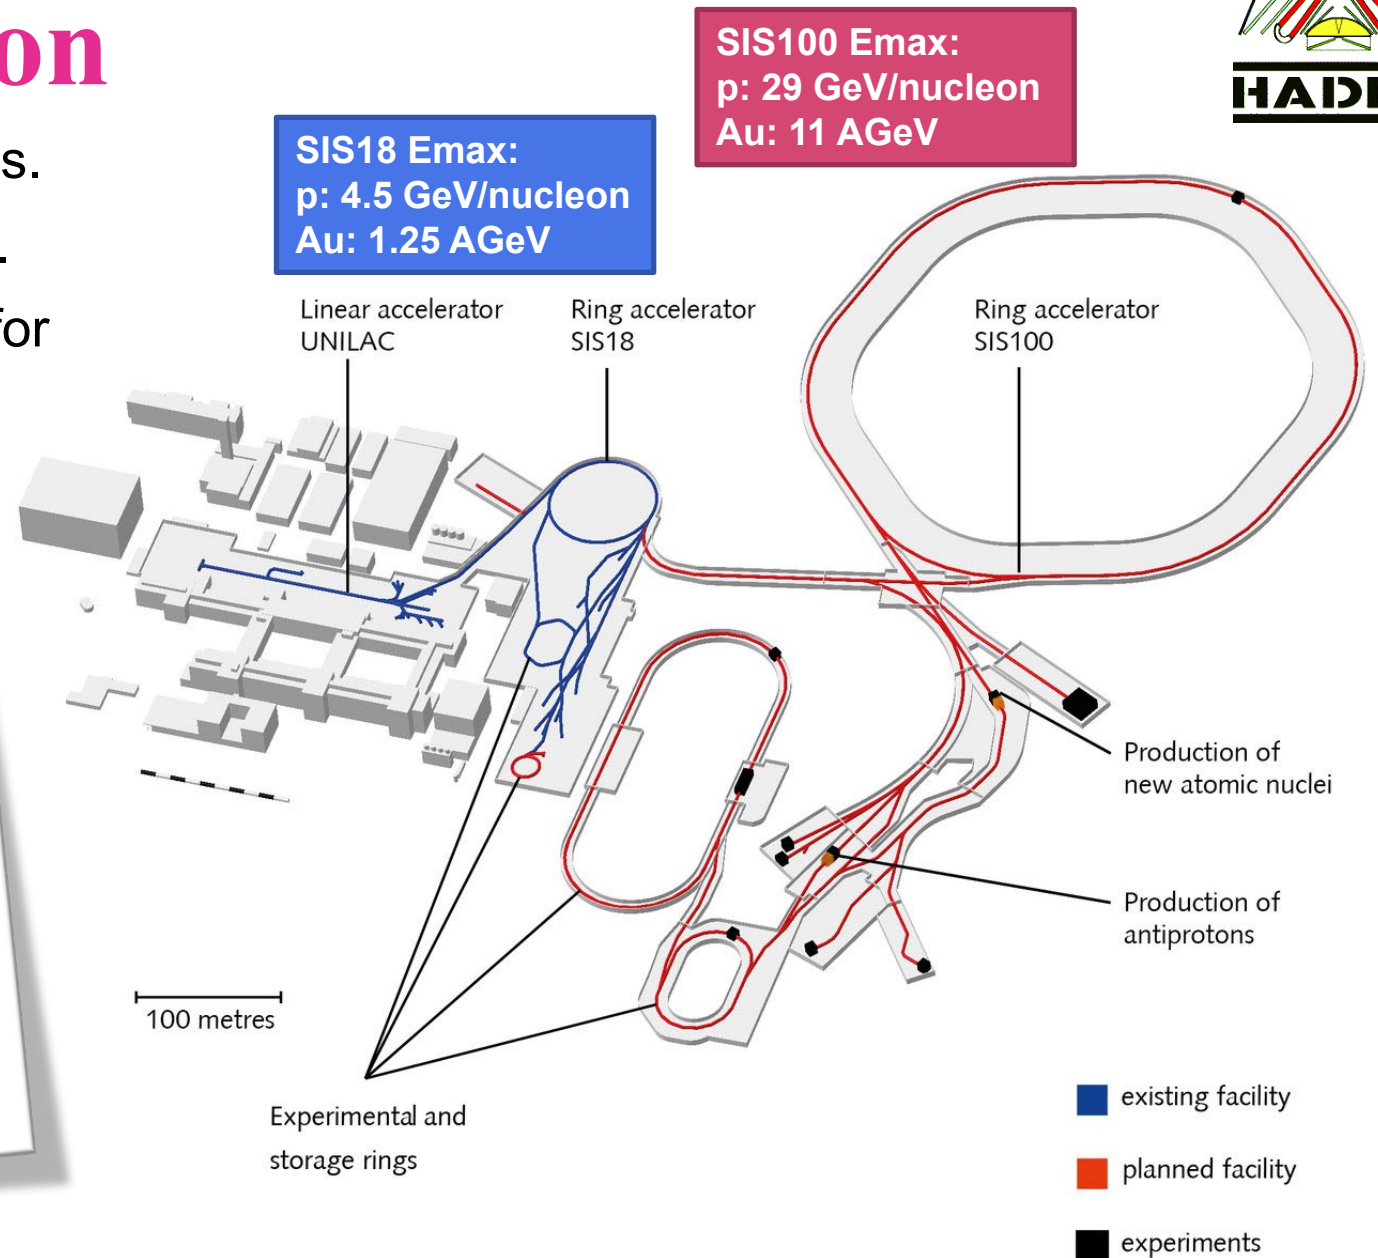 on
s.
for
SIS18 Emax:
p: 4.5 GeV/nucleon
Au: 1.25 AGeV
SIS100 Emax:
p: 29 GeV/nucleon
Au: 11 AGeV
HAD
Linear accelerator
UNILAC
Ring accelerator
SIS18
Ring accelerator
SIS100
Production of
new atomic nuclei
Production of
antiprotons
100 metres
Experimental and
storage rings
existing facility
planned facility
experiments